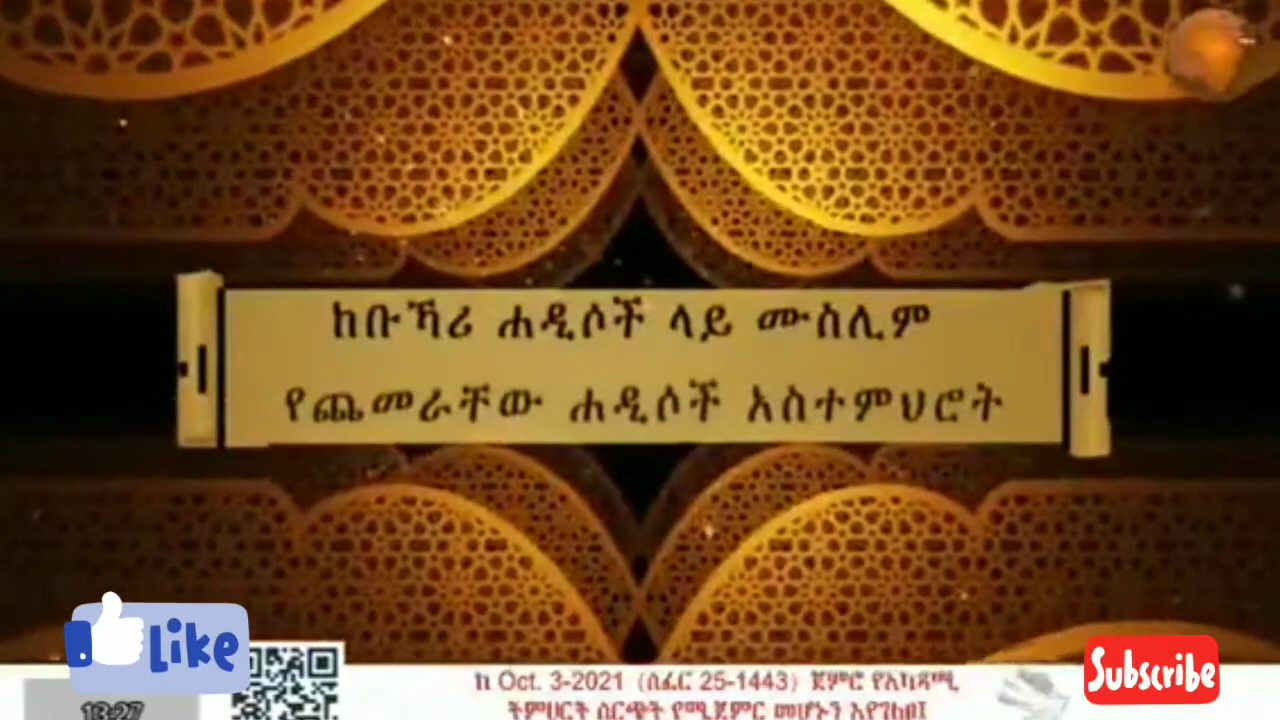 ከቡኻሪ ሐዲሶች ላይ ሙስሊም
የጨመራቸው ሐዲሶች አስተምህሮት
Like
Subscribe
13:27
ከ Oct. 3-2021 (ሰፈር 25-1443) ጀምሮ የአካዳሚ
ትምህርት ስርጭት የሚጀምር መሆኑን